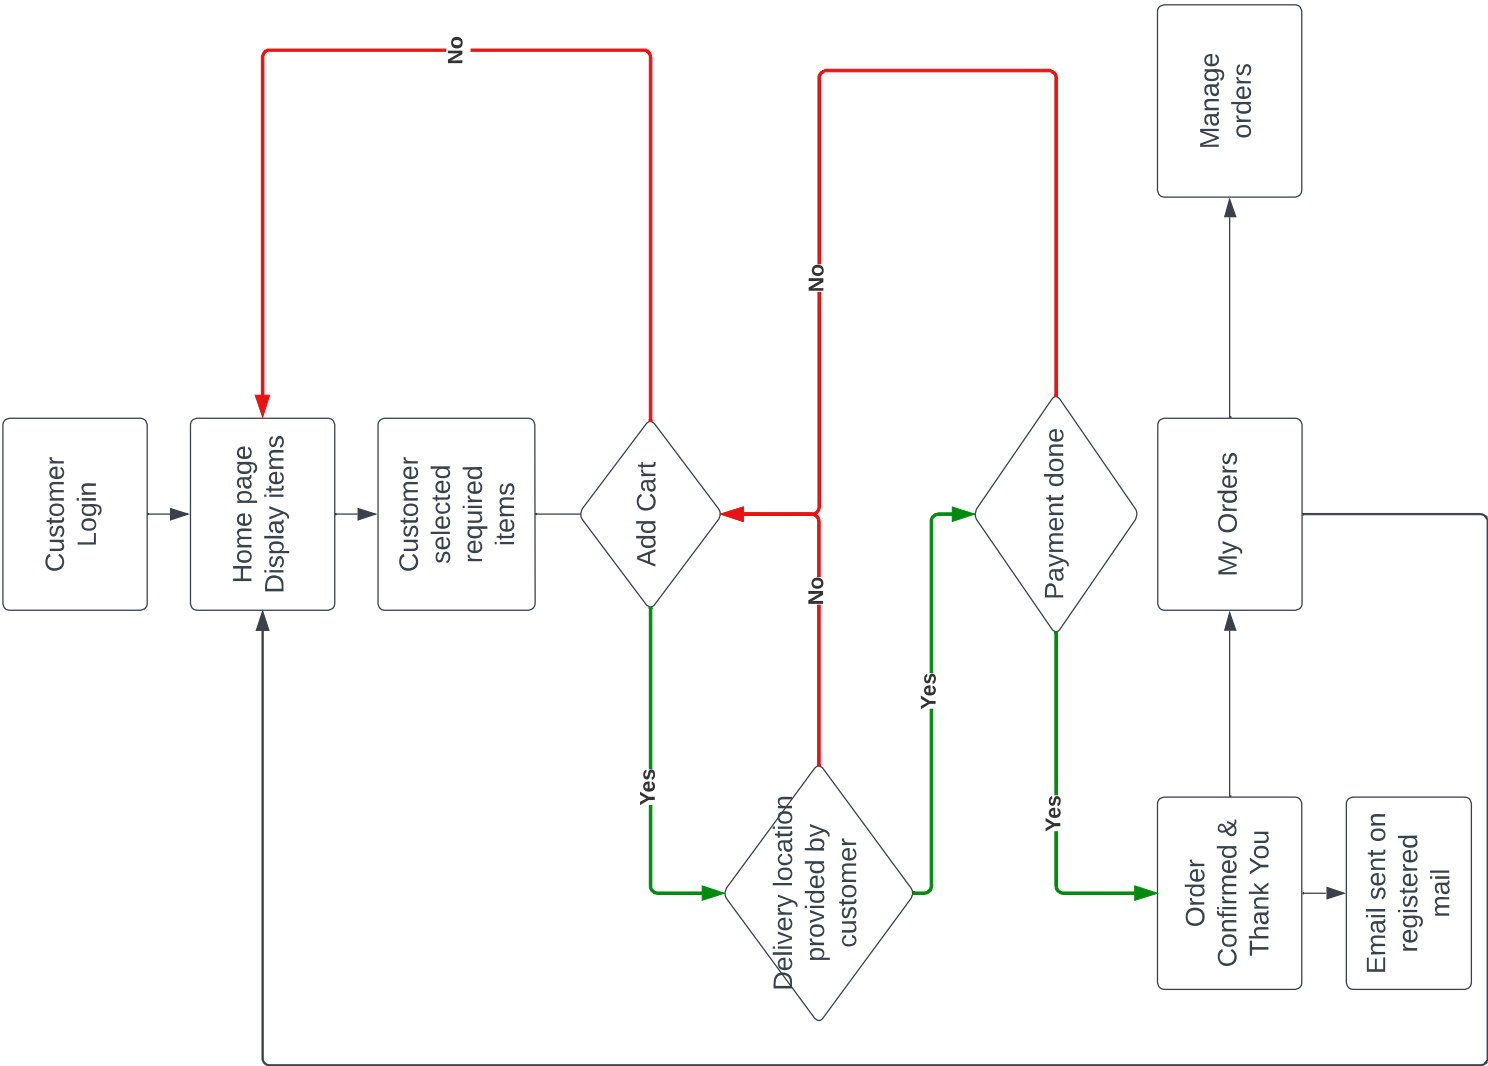 Customer
Login
Home page
Display items
Customer
selected
required
items
No
Add Cart
Yes
Delivery location
provided by
customer
No
No
Yes
Payment done
Yes
Order
Confirmed &
Thank You
Email sent on
registered
mail
My Orders
Manage
orders